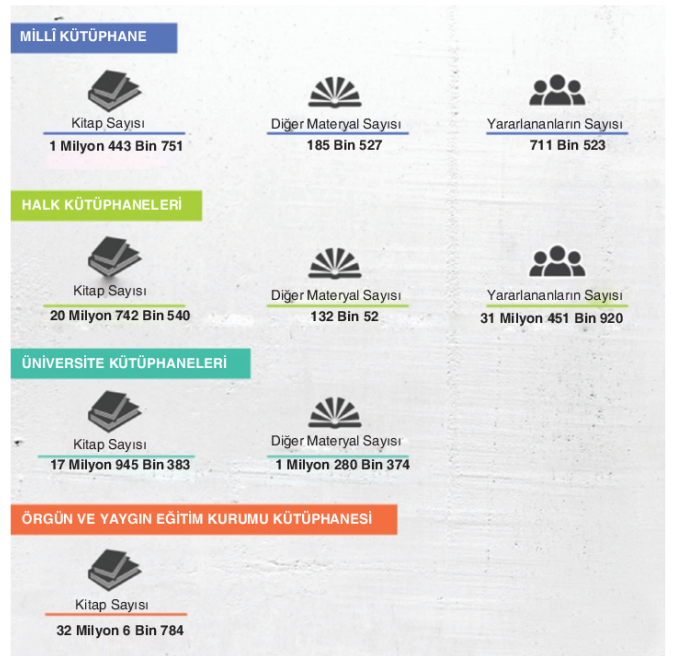 MİLLÎ KÜTÜPHANE
Kitap Sayısı
1 Milyon 443 Bin 751
Diğer Materyal Sayısı
185 Bin 527
Yararlananların Sayısı
711 Bin 523
HALK KÜTÜPHANELERİ
Kitap Sayısı
20 Milyon 742 Bin 540
Diğer Materyal Sayısı
132 Bin 52
Yararlananların Sayısı
31 Milyon 451 Bin 920
ÜNİVERSİTE KÜTÜPHANELERİ
Kitap Sayısı
17 Milyon 945 Bin 383
Diğer Materyal Sayısı
1 Milyon 280 Bin 374
ÖRGÜN VE YAYGIN EĞİTİM KURUMU KÜTÜPHANESİ
Kitap Sayısı
32 Milyon 6 Bin 784